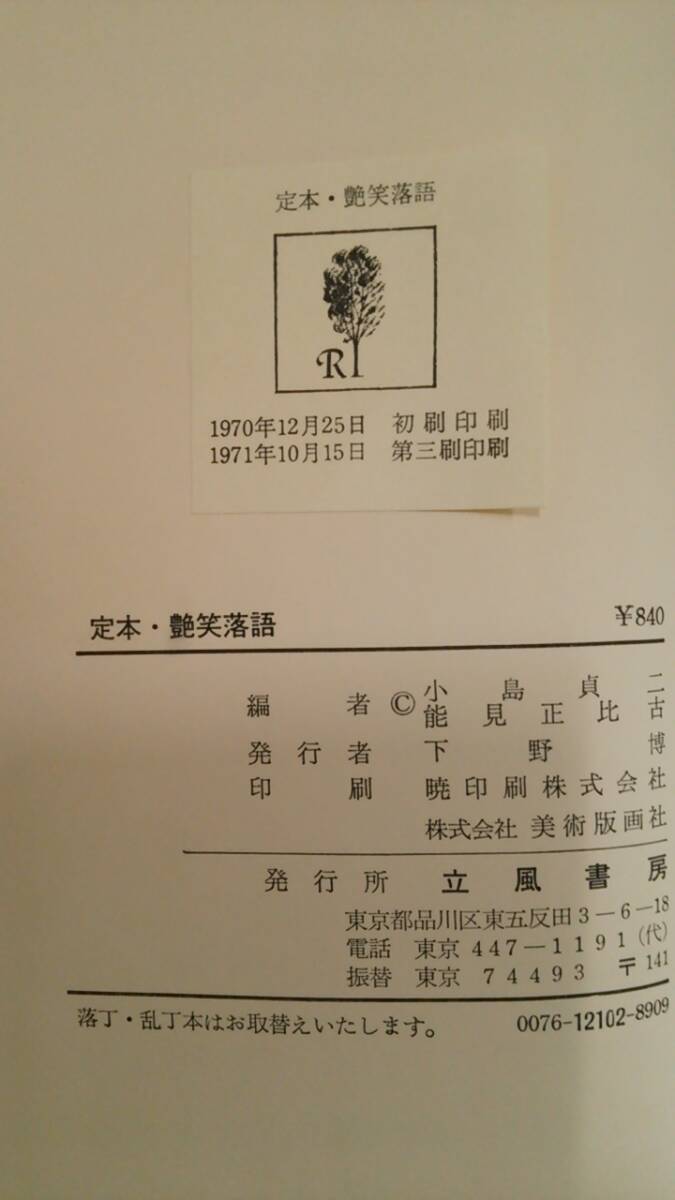 定本・艶笑落語
R
1970年12月25日 初刷印刷
1971年10月15日 第三刷印刷
定本・艶笑落語 ￥840
編者 © 小島貞二
能見正比古
発行者 下野博
印刷 暁印刷株式会社
株式会社 美術版画社
発行所 立風書房
東京都品川区東五反田3－6－18
電話 東京 447－1191(代)
振替 東京 74493 〒141
落丁・乱丁本はお取替えいたします。 0076-12102-8909